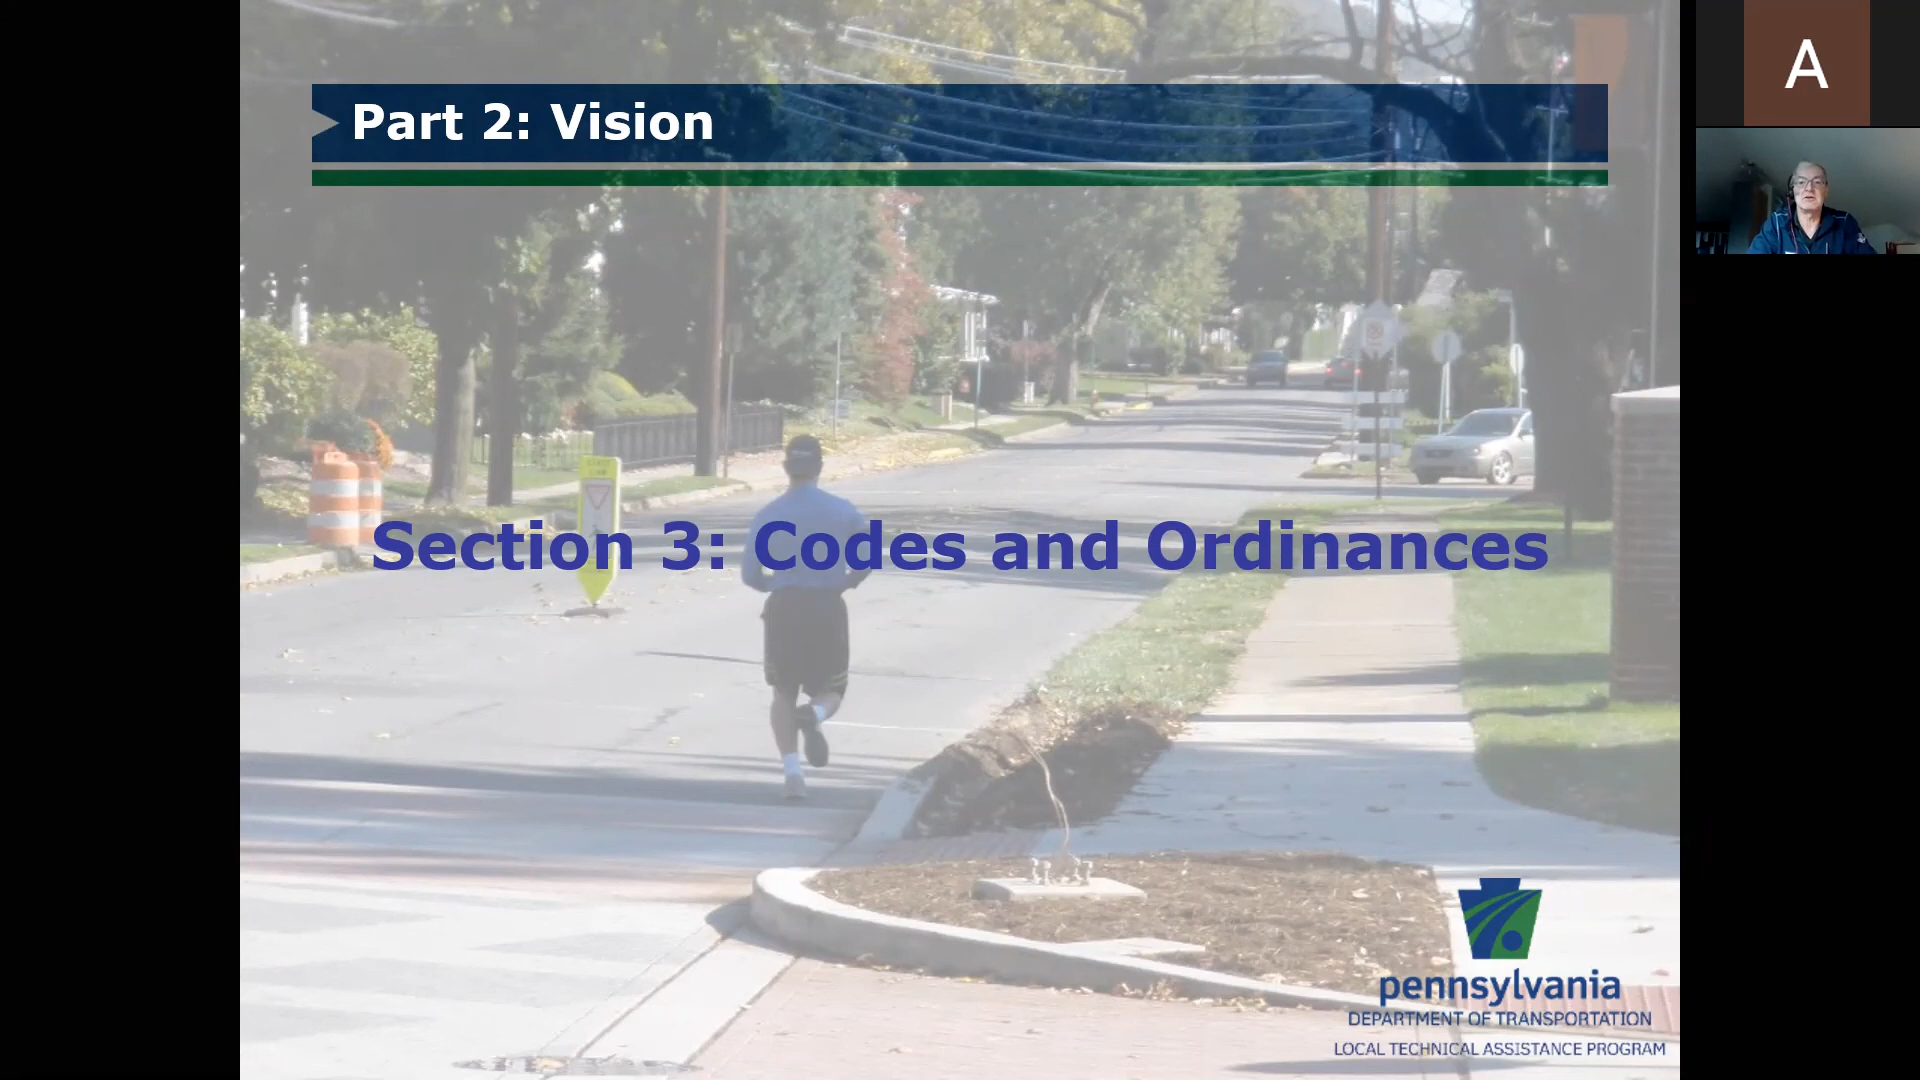 Part 2: Vision
A
Section 3: Codes and Ordinances
pennsylvania
DEPARTMENT OF TRANSPORTATION
LOCAL TECHNICAL ASSISTANCE PROGRAM